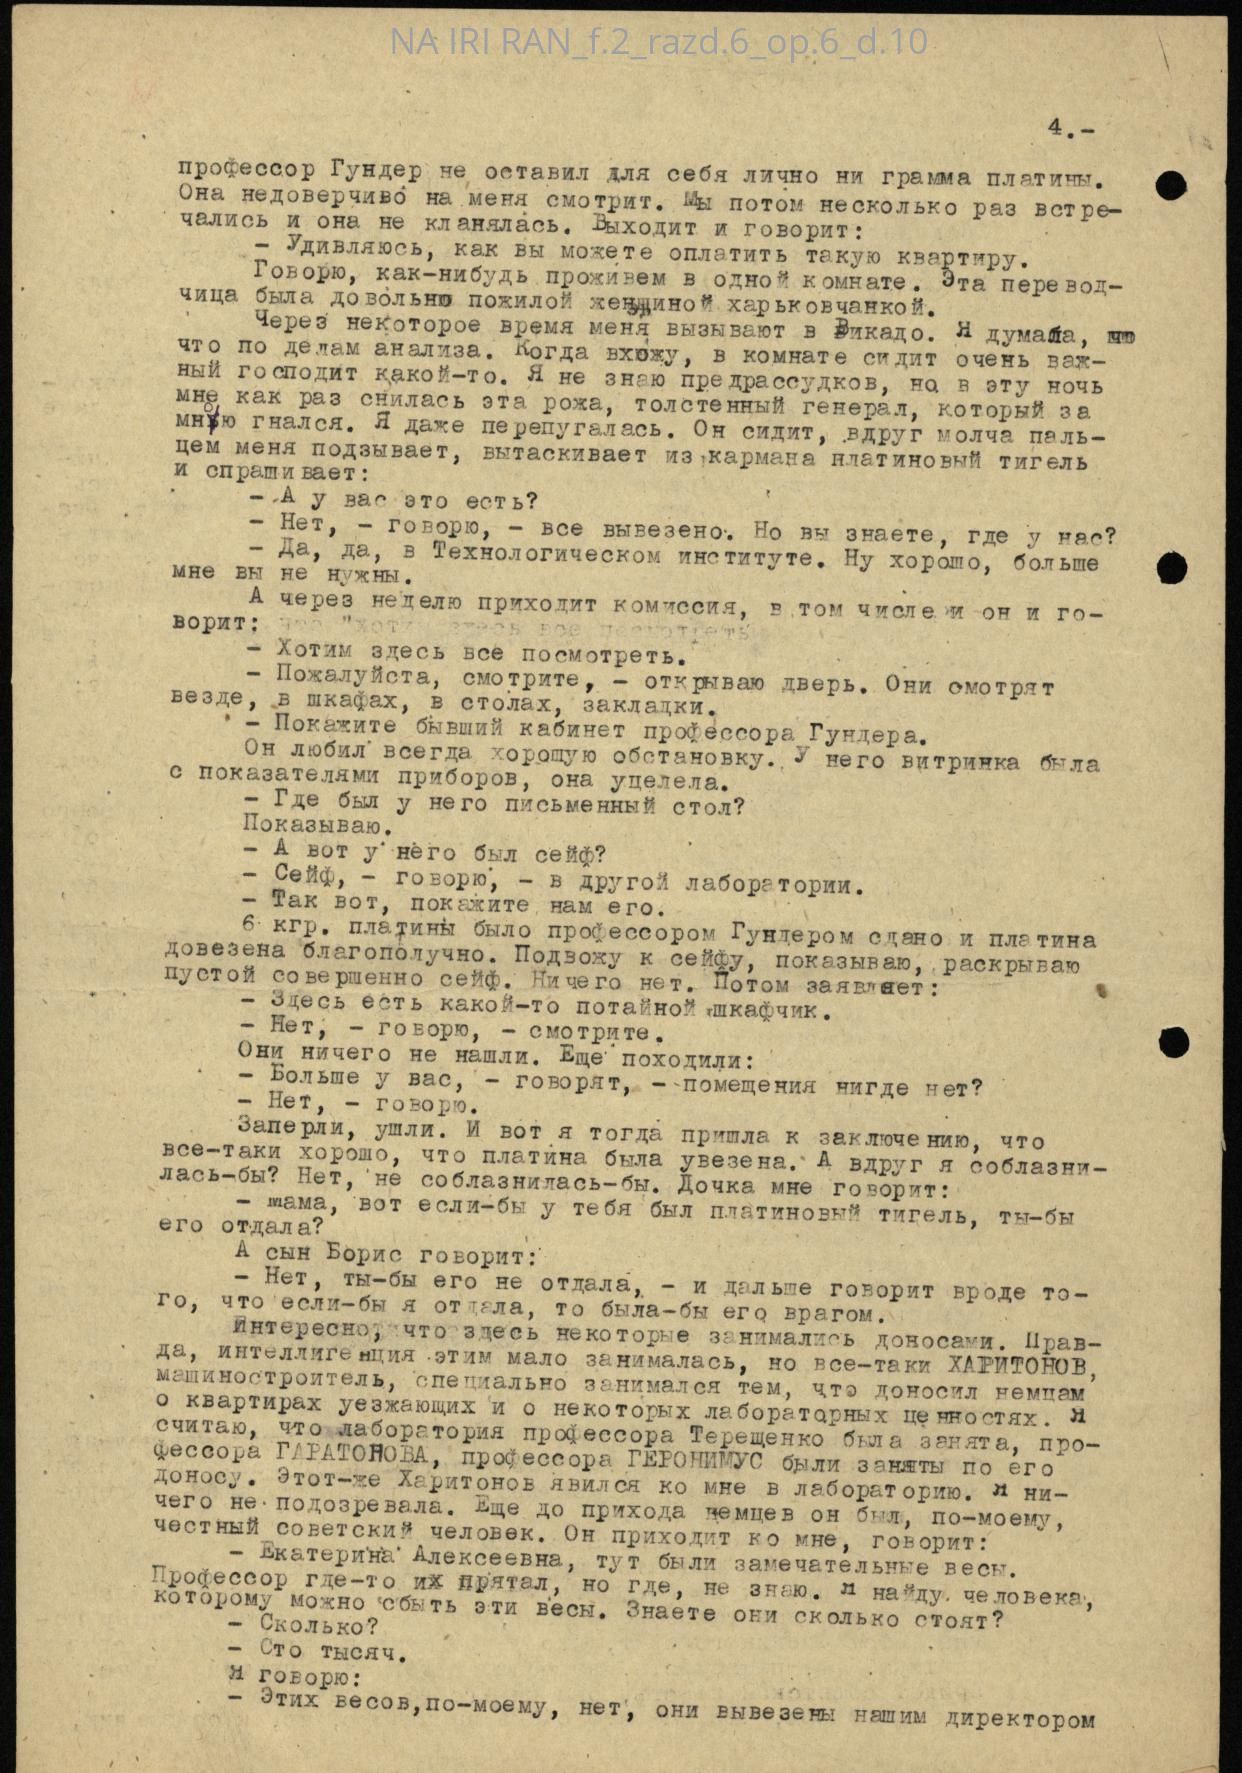 NA IRI RAN_f.2_razd.6_op.6_d.10
4.-
профессор Гундер не оставил для себя лично ни грамма платины.
Она недоверчиво на меня смотрит. Мы потом несколько раз встре-
чались и она не кланялась. Выходит и говорит:
- Удивляюсь, как вы можете оплатить такую квартиру.
Говорю, как-нибудь проживем в одной комнате. Эта перевод-
чица была довольно пожилой женщиной харьковчанкой.
Через некоторое время меня вызывают в Викадо. Я думала,
что по делам анализа. Когда вхожу, в комнате сидит очень важ-
ный господит какой-то. Я не знаю предрассудков, но в эту ночь
мне как раз снилась эта рожа, толстенный генерал, который за
мною гнался. Я даже перепугалась. Он сидит, вдруг молча паль-
цем меня подзывает, вытаскивает из кармана платиновый тигель
и спрашивает:
- А у вас это есть?
- Нет, - говорю, - все вывезено. Но вы знаете, где у нас?
- Да, да, в Технологическом институте. Ну хорошо, больше
мне вы не нужны.
А через неделю приходит комиссия, в том числе и он и го-
ворит:
- Хотим здесь все посмотреть.
- Пожалуйста, смотрите, - открываю дверь. Они смотрят
везде, в шкафах, в столах, закладки.
- Покажите бывший кабинет профессора Гундера.
Он любил всегда хорошую обстановку. У него витринка была
с показателями приборов, она уцелела.
- Где был у него письменный стол?
Показываю.
- А вот у него был сейф?
- Сейф, - говорю, - в другой лаборатории.
- Так вот, покажите нам его.
6 кгр. платины было профессором Гундером сдано и платина
довезена благополучно. Подвожу к сейфу, показываю, раскрываю
пустой совершенно сейф. Ничего нет. Потом заявляет:
- Здесь есть какой-то потайной шкафчик.
- Нет, - говорю, - смотрите.
Они ничего не нашли. Еще походили:
- Больше у вас, - говорят, - помещения нигде нет?
- Нет, - говорю.
Заперли, ушли. И вот я тогда пришла к заключению, что
все-таки хорошо, что платина была увезена. А вдруг я соблазни-
лась-бы? Нет, не соблазнилась-бы. Дочка мне говорит:
- Мама, вот если-бы у тебя был платиновый тигель, ты-бы
его отдала?
А сын Борис говорит:
- Нет, ты-бы его не отдала, - и дальше говорит вроде то-
го, что если-бы я отдала, то была-бы его врагом.
Интересно, что здесь некоторые занимались доносами. Прав-
да, интеллигенция этим мало занималась, но все-таки ХАРИТОНОВ,
машиностроитель, специально занимался тем, что доносил немцам
о квартирах уезжающих и о некоторых лабораторных ценностях. Я
считаю, что лаборатория профессора Терещенко была занята, про-
фессора ГАРАТОНОВА, профессора ГЕРОНИМУС были заняты по его
доносу. Этот-же Харитонов явился ко мне в лабораторию. Я ни-
чего не подозревала. Еще до прихода немцев он был, по-моему,
честный советский человек. Он приходит ко мне, говорит:
- Екатерина Алексеевна, тут были замечательные весы.
Профессор где-то их прятал, но где, не знаю. Я найду человека,
которому можно сбыть эти весы. Знаете они сколько стоят?
- Сколько?
- Сто тысяч.
Я говорю:
- Этих весов,по-моему, нет, они вывезены нашим директором